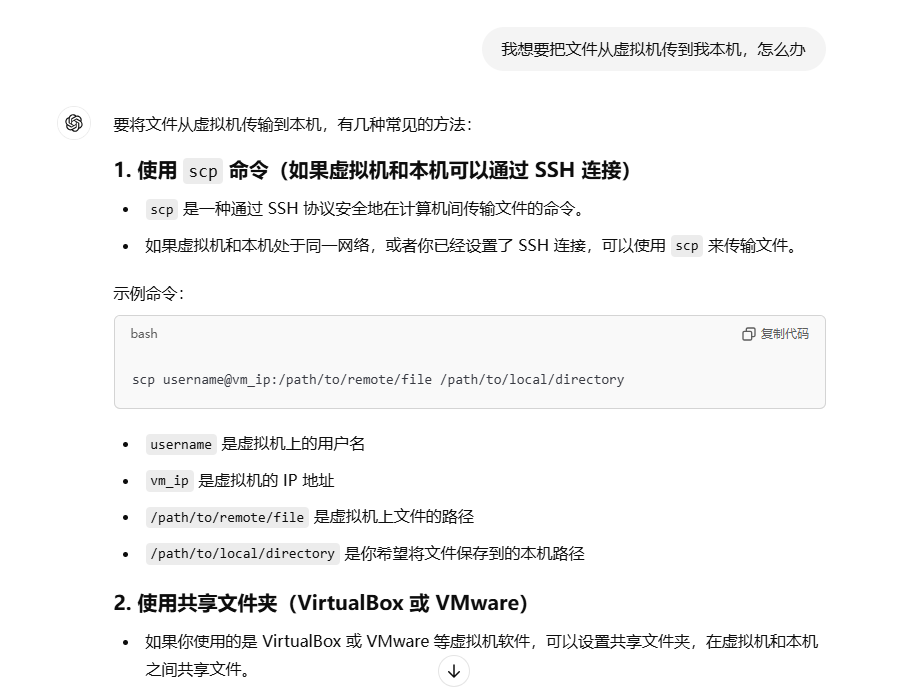 我想要把文件从虚拟机传到我本机，怎么办
要将文件从虚拟机传输到本机，有几种常见的方法：
1. 使用 scp 命令（如果虚拟机和本机可以通过 SSH 连接）
• scp 是一种通过 SSH 协议安全地在计算机间传输文件的命令。
• 如果虚拟机和本机处于同一网络，或者你已经设置了 SSH 连接，可以使用 scp 来传输文件。
示例命令：
bash 复制代码
scp username@vm_ip:/path/to/remote/file /path/to/local/directory
• username 是虚拟机上的用户名
• vm_ip 是虚拟机的 IP 地址
• /path/to/remote/file 是虚拟机上文件的路径
• /path/to/local/directory 是你希望将文件保存到的本机路径
2. 使用共享文件夹（VirtualBox 或 VMware）
• 如果你使用的是 VirtualBox 或 VMware 等虚拟机软件，可以设置共享文件夹，在虚拟机和本机
之间共享文件。